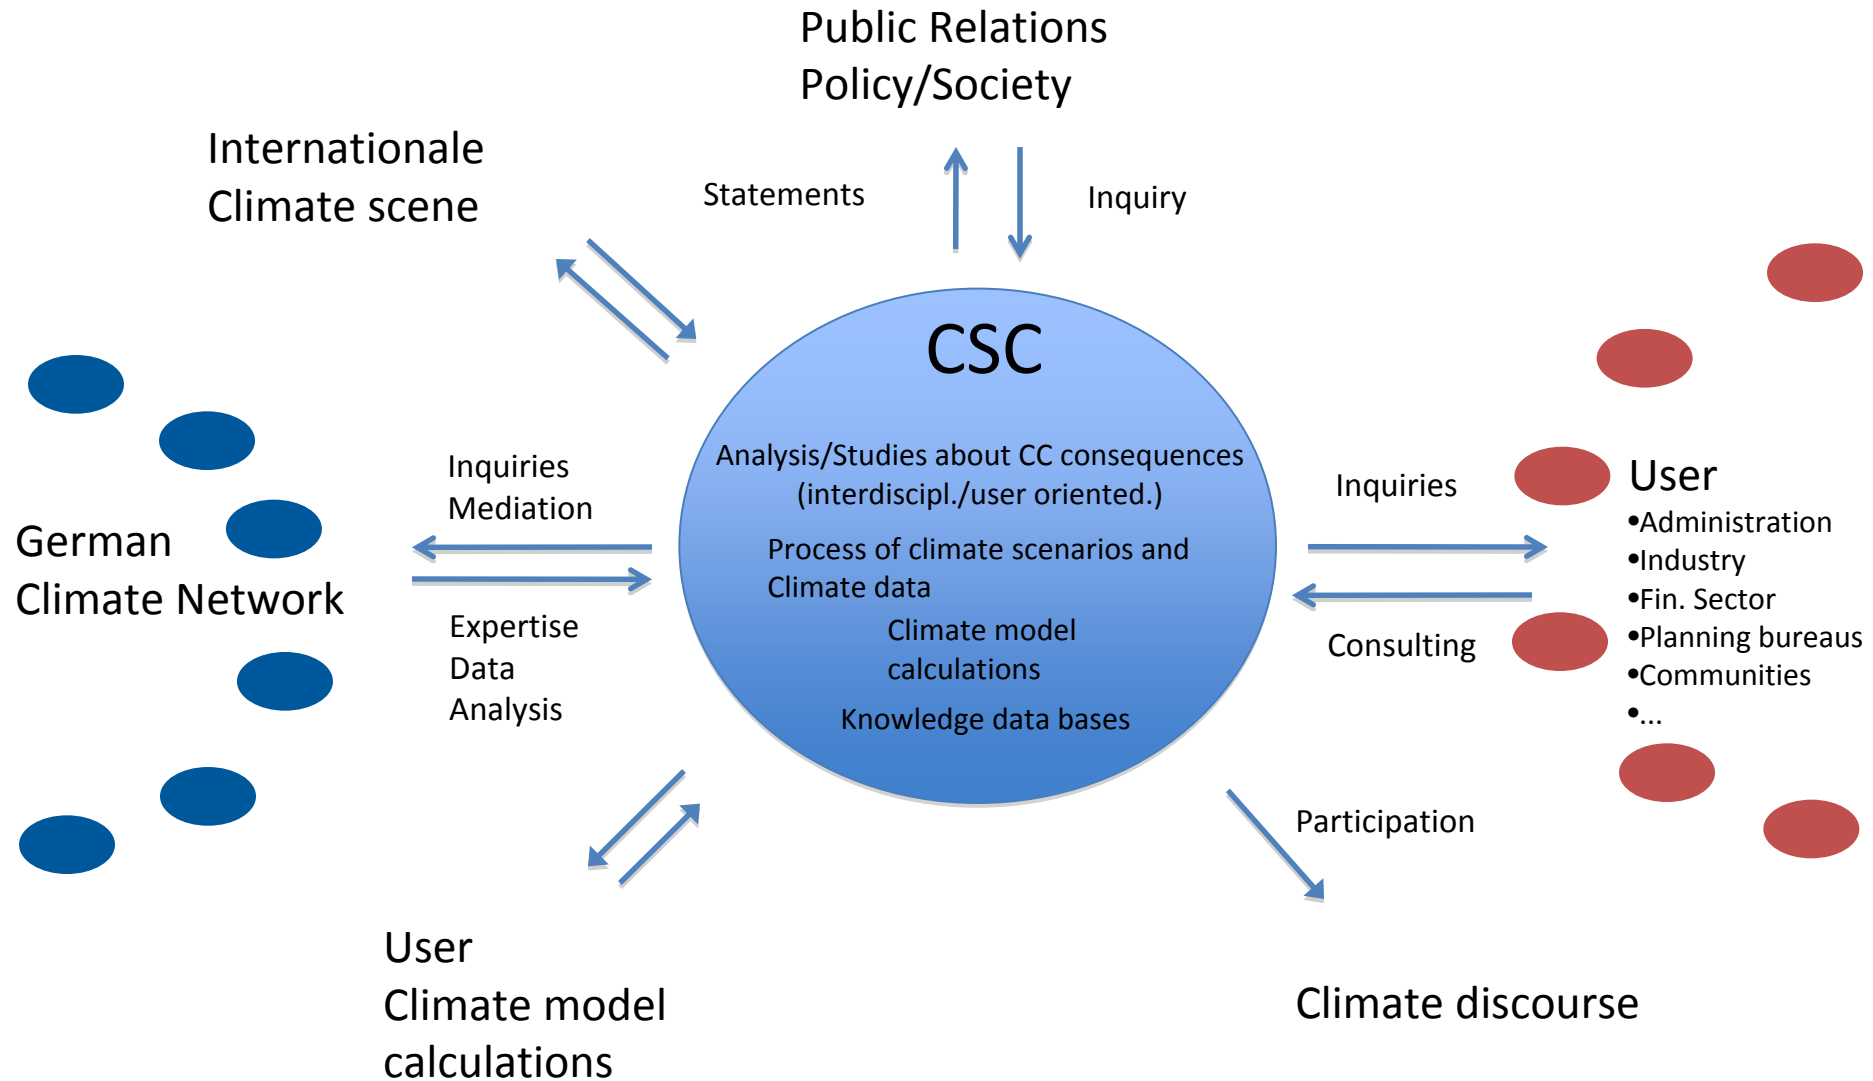 Public Relations
Policy/Society
Internationale
Climate scene
Statements
Inquiry
CSC
Analysis/Studies about CC consequences
(interdiscipl./user oriented.)
Process of climate scenarios and
Climate data
Climate model
calculations
Knowledge data bases
Inquiries
Mediation
German
Climate Network
Expertise
Data
Analysis
Inquiries
Consulting
User
•Administration
•Industry
•Fin. Sector
•Planning bureaus
•Communities
•...
Participation
User
Climate model
calculations
Climate discourse